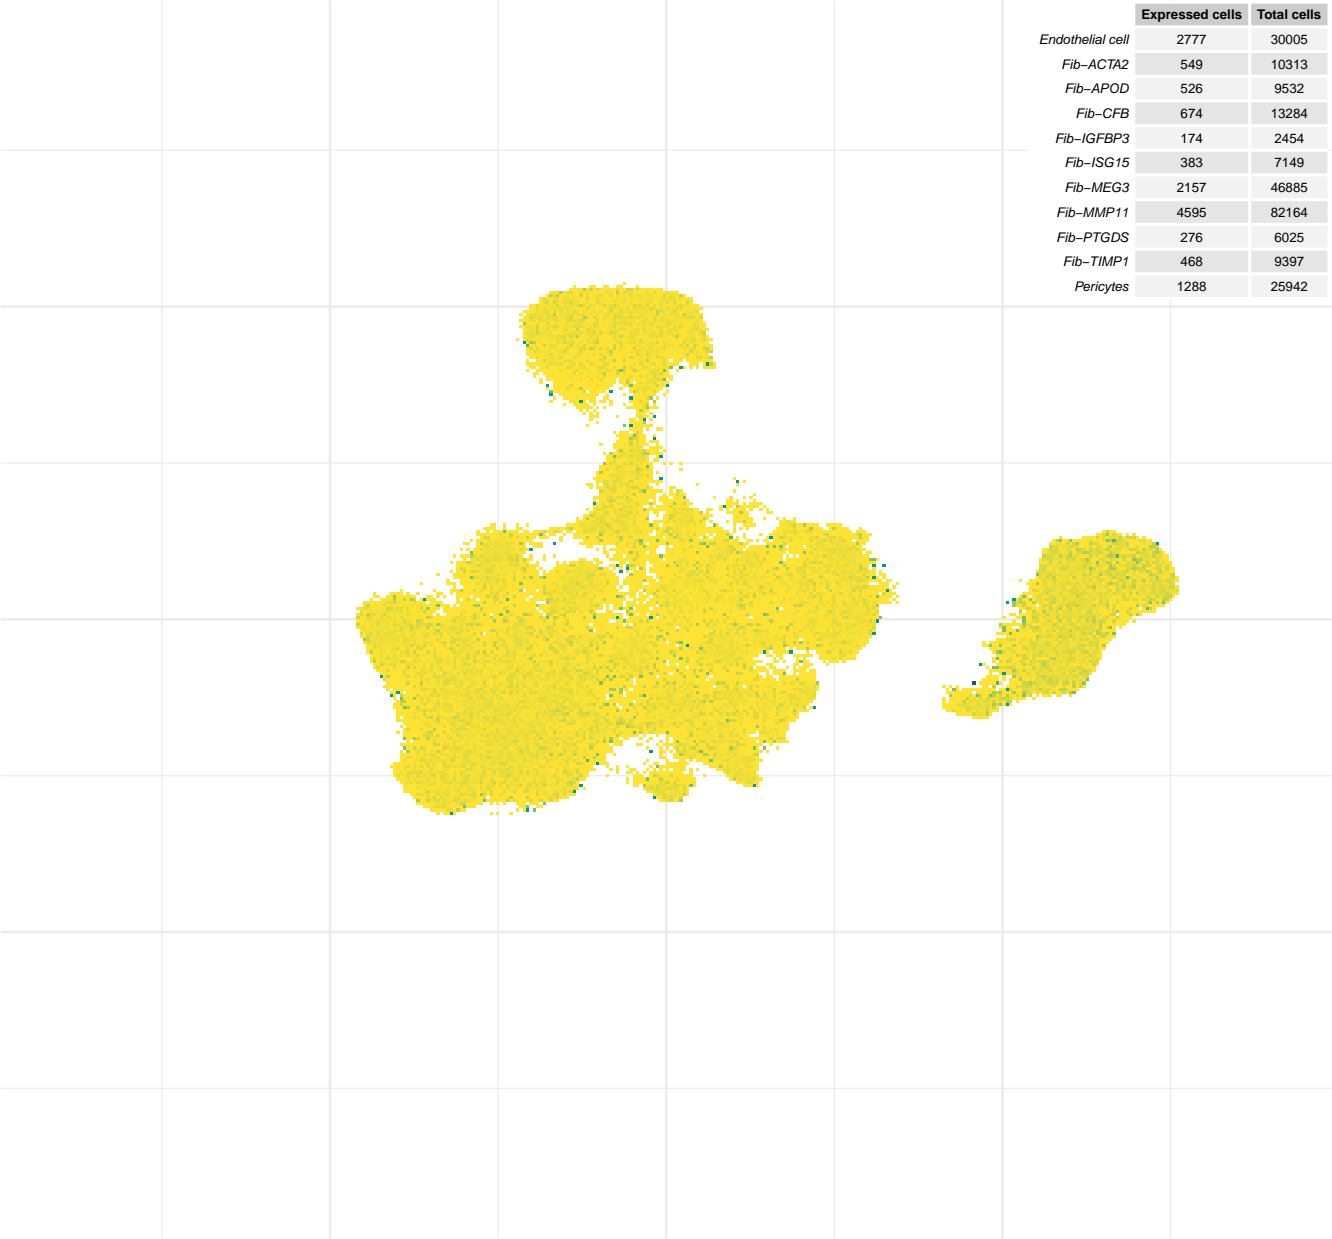 Expressed cells Total cells
Endothelial cell 2777 30005
Fib−ACTA2 549 10313
Fib−APOD 526 9532
Fib−CFB 674 13284
Fib−IGFBP3 174 2454
Fib−ISG15 383 7149
Fib−MEG3 2157 46885
Fib−MMP11 4595 82164
Fib−PTGDS 276 6025
Fib−TIMP1 468 9397
Pericytes 1288 25942